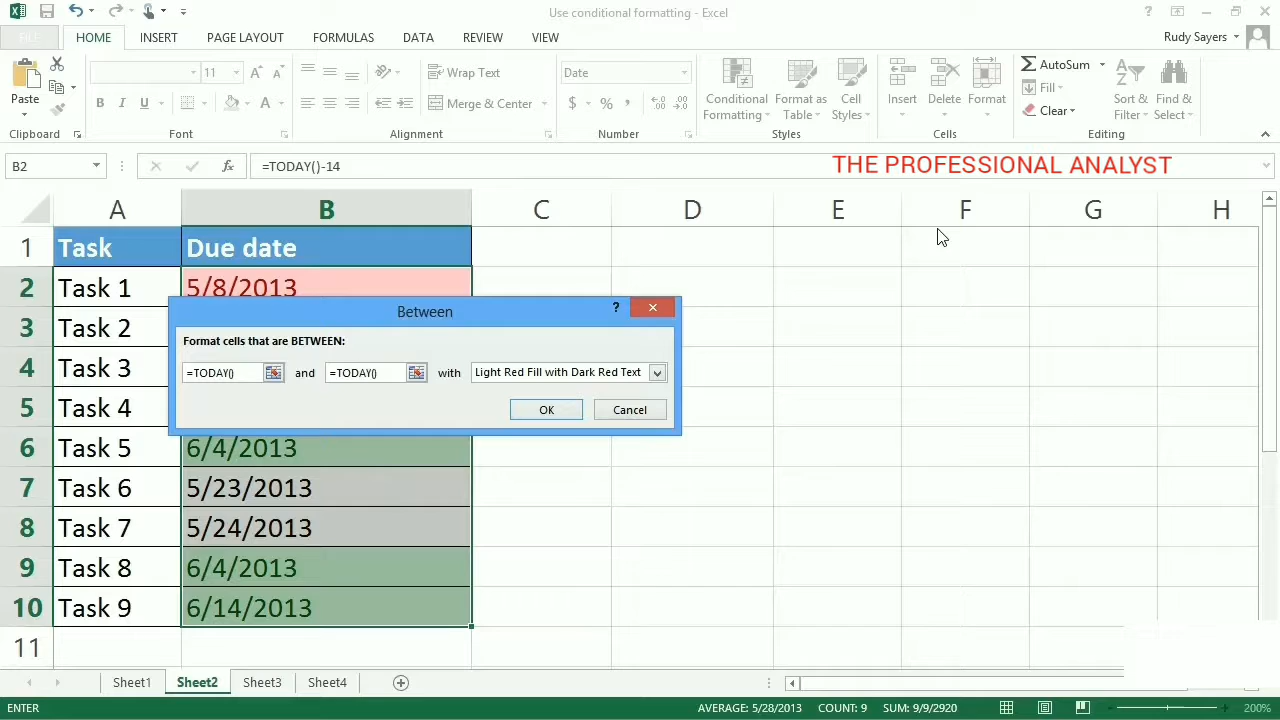 Use conditional formatting - Excel
FILE HOME INSERT PAGE LAYOUT FORMULAS DATA REVIEW VIEW
Rudy Sayers
Paste
Clipboard
11
B I U
A A A
Font
Wrap Text
Merge & Center
Alignment
Date
$ % ,
Number
Conditional Formatting
Format as Table
Cell Styles
Styles
Insert
Delete
Format
Cells
AutoSum
Fill
Clear
Sort & Filter
Find & Select
Editing
B2 fx =TODAY()-14
THE PROFESSIONAL ANALYST
A B C D E F G H
1 Task Due date
2 Task 1 5/8/2013
3 Task 2
4 Task 3
5 Task 4
6 Task 5 6/4/2013
7 Task 6 5/23/2013
8 Task 7 5/24/2013
9 Task 8 6/4/2013
10 Task 9 6/14/2013
11
Between
Format cells that are BETWEEN:
=TODAY() and =TODAY() with Light Red Fill with Dark Red Text
OK Cancel
Sheet1 Sheet2 Sheet3 Sheet4
ENTER AVERAGE: 5/28/2013 COUNT: 9 SUM: 9/9/2920 200%